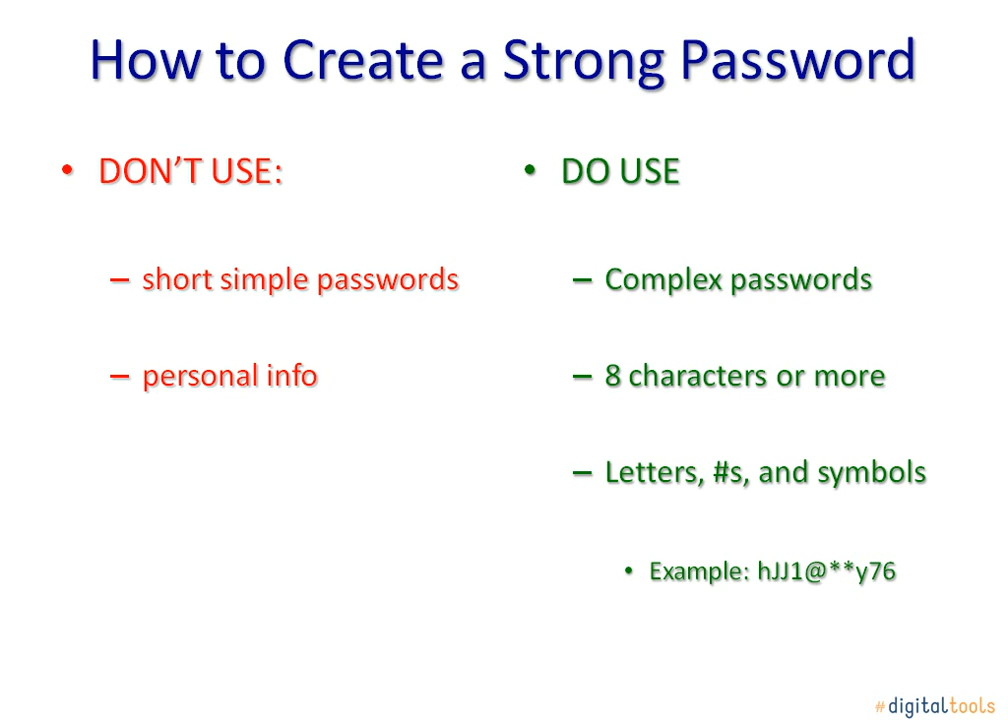 How to Create a Strong Password
• DON'T USE:
– short simple passwords
– personal info
• DO USE
– Complex passwords
– 8 characters or more
– Letters, #s, and symbols
• Example: hJJ1@**y76
#digitaltools